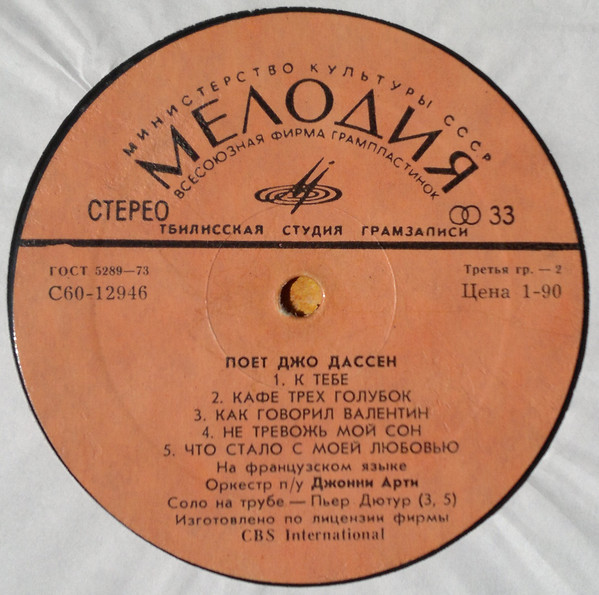 МИНИСТЕРСТВО КУЛЬТУРЫ СССР
МЕЛОДИЯ
ВСЕСОЮЗНАЯ ФИРМА ГРАМПЛАСТИНОК
СТЕРЕО
33
ТБИЛИССКАЯ СТУДИЯ ГРАМЗАПИСИ
ГОСТ 5289—73
Третья гр. — 2
С60-12946
Цена 1-90
ПОЕТ ДЖО ДАССЕН
1. К ТЕБЕ
2. КАФЕ ТРЕХ ГОЛУБОК
3. КАК ГОВОРИЛ ВАЛЕНТИН
4. НЕ ТРЕВОЖЬ МОЙ СОН
5. ЧТО СТАЛО С МОЕЙ ЛЮБОВЬЮ
На французском языке
Оркестр п/у Джонни Арти
Соло на трубе — Пьер Дютур (3, 5)
Изготовлено по лицензии фирмы
CBS International